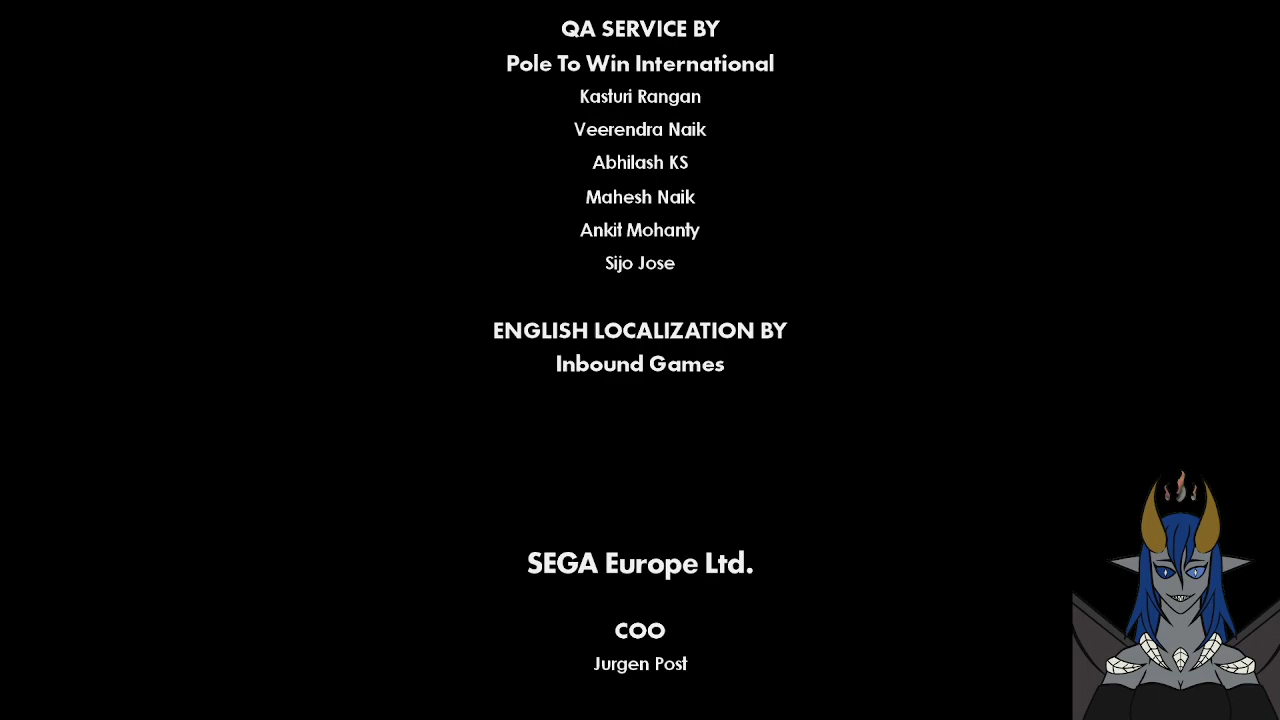 QA SERVICE BY
Pole To Win International
Kasturi Rangan
Veerendra Naik
Abhilash KS
Mahesh Naik
Ankit Mohanty
Sijo Jose
ENGLISH LOCALIZATION BY
Inbound Games
SEGA Europe Ltd.
COO
Jurgen Post